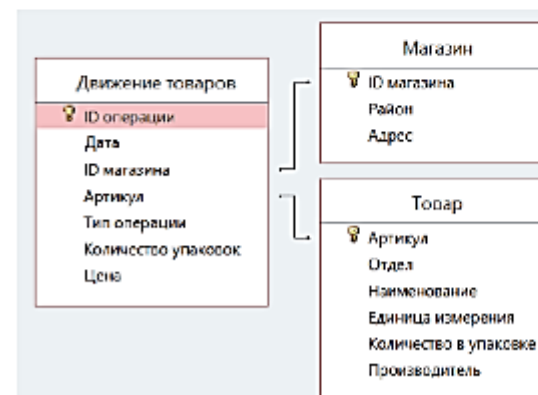 Движение товаров
ID операции
Дата
ID магазина
Артикул
Тип операции
Количество упаковок
Цена
Магазин
ID магазина
Район
Адрес
Товар
Артикул
Отдел
Наименование
Единица измерения
Количество в упаковке
Производитель